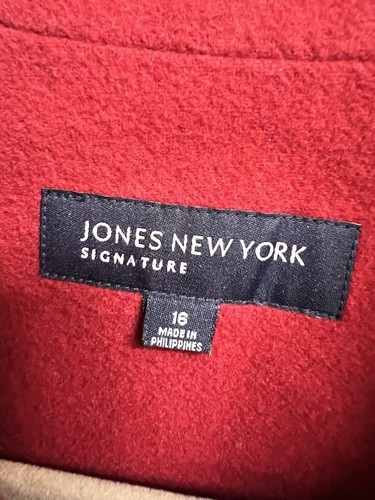 JONES NEW YORK
SIGNATURE
16
MADE IN
PHILIPPINES